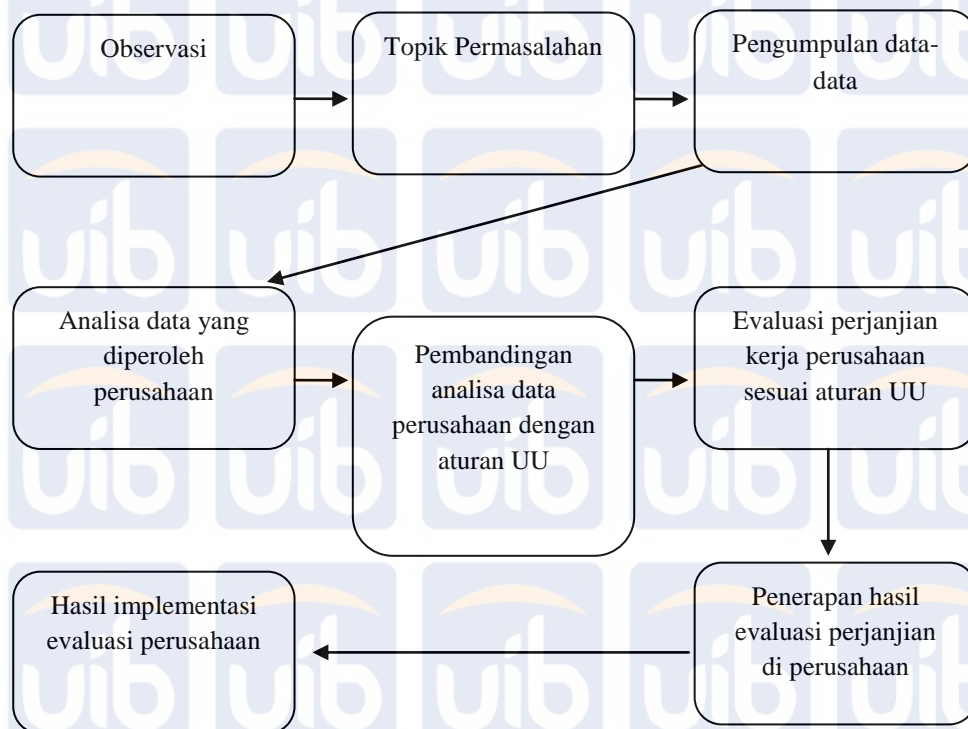 Observasi
Topik Permasalahan
Pengumpulan data-
data
Analisa data yang
diperoleh
perusahaan
Pembandingan
analisa data
perusahaan dengan
aturan UU
Evaluasi perjanjian
kerja perusahaan
sesuai aturan UU
Penerapan hasil
evaluasi perjanjian
di perusahaan
Hasil implementasi
evaluasi perusahaan
uib